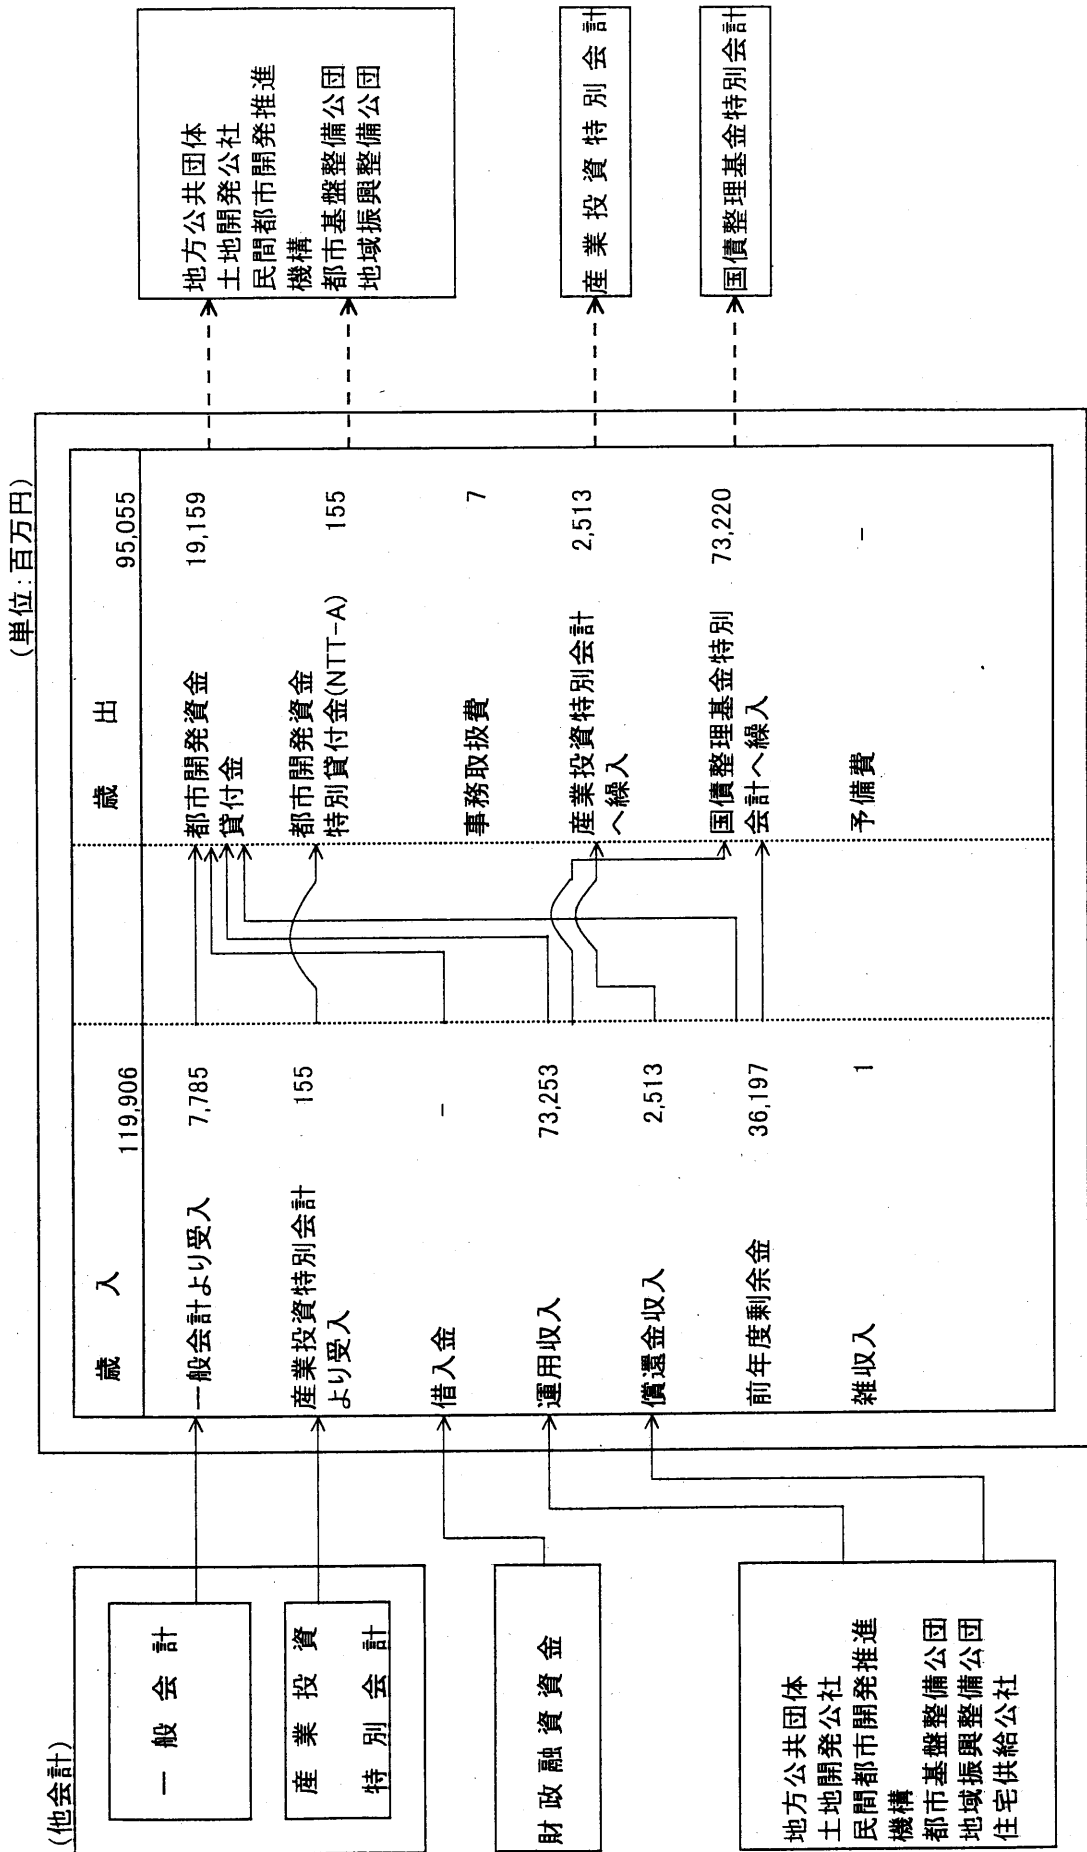 (単位:百万円)
(他会計)
一般会計
産業投資
特別会計
財政融資資金
地方公共団体
土地開発公社
民間都市開発推進
機構
都市基盤整備公団
地域振興整備公団
住宅供給公社
歳入 119,906
一般会計より受入 7,785
産業投資特別会計
より受入 155
借入金 -
運用収入 73,253
償還金収入 2,513
前年度剰余金 36,197
雑収入 1
歳出 95,055
都市開発資金
貸付金 19,159
都市開発資金
特別貸付金(NTT-A) 155
事務取扱費 7
産業投資特別会計
へ繰入 2,513
国債整理基金特別
会計へ繰入 73,220
予備費 -
地方公共団体
土地開発公社
民間都市開発推進
機構
都市基盤整備公団
地域振興整備公団
産業投資特別会計
国債整理基金特別会計